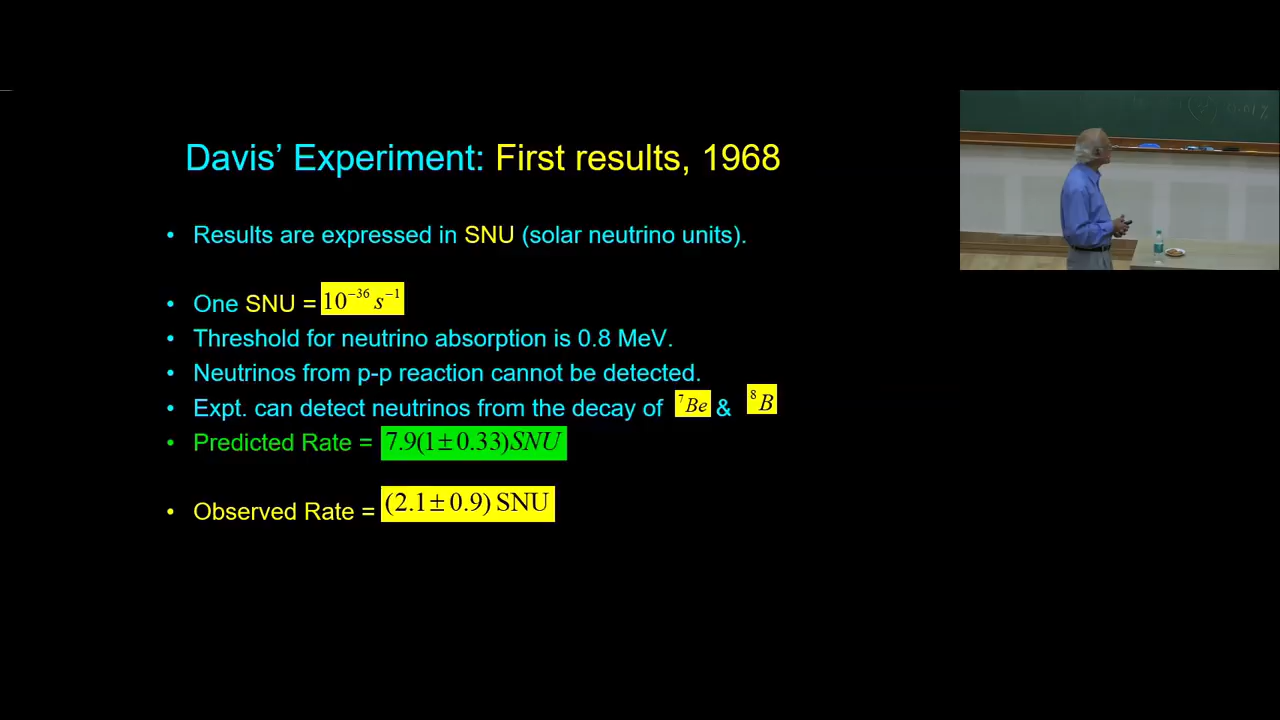 Davis’ Experiment: First results, 1968
• Results are expressed in SNU (solar neutrino units).
• One SNU = 10⁻³⁶ s⁻¹
• Threshold for neutrino absorption is 0.8 MeV.
• Neutrinos from p-p reaction cannot be detected.
• Expt. can detect neutrinos from the decay of ⁷Be & ⁸B
• Predicted Rate = 7.9(1±0.33)SNU
• Observed Rate = (2.1±0.9) SNU